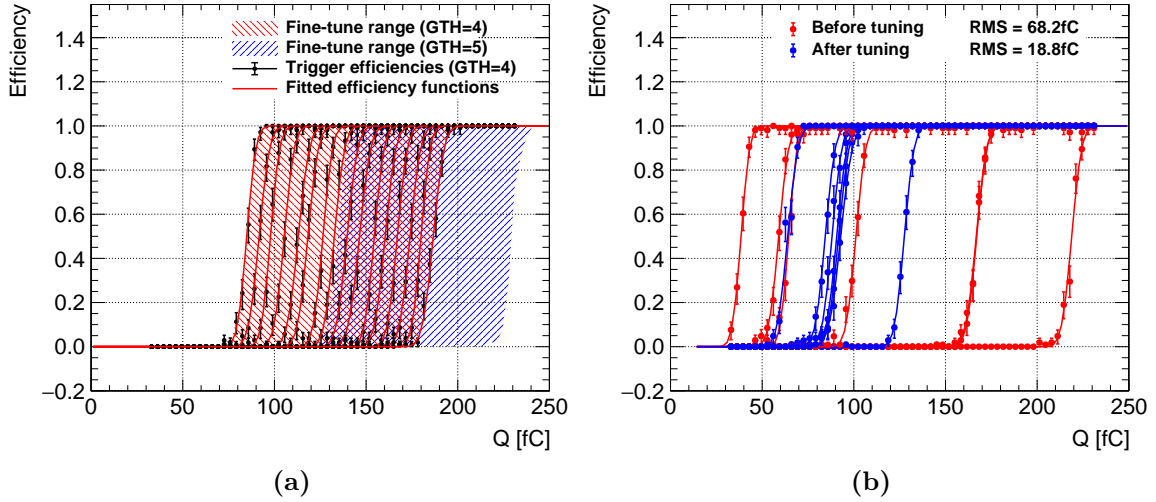 Efficiency
1.4
1.2
1.0
0.8
0.6
0.4
0.2
0.0
−0.2
0 50 100 150 200 250
Q [fC]
Fine-tune range (GTH=4)
Fine-tune range (GTH=5)
Trigger efficiencies (GTH=4)
Fitted efficiency functions
(a)
Efficiency
1.4
1.2
1.0
0.8
0.6
0.4
0.2
0.0
−0.2
0 50 100 150 200 250
Q [fC]
Before tuning RMS = 68.2fC
After tuning RMS = 18.8fC
(b)